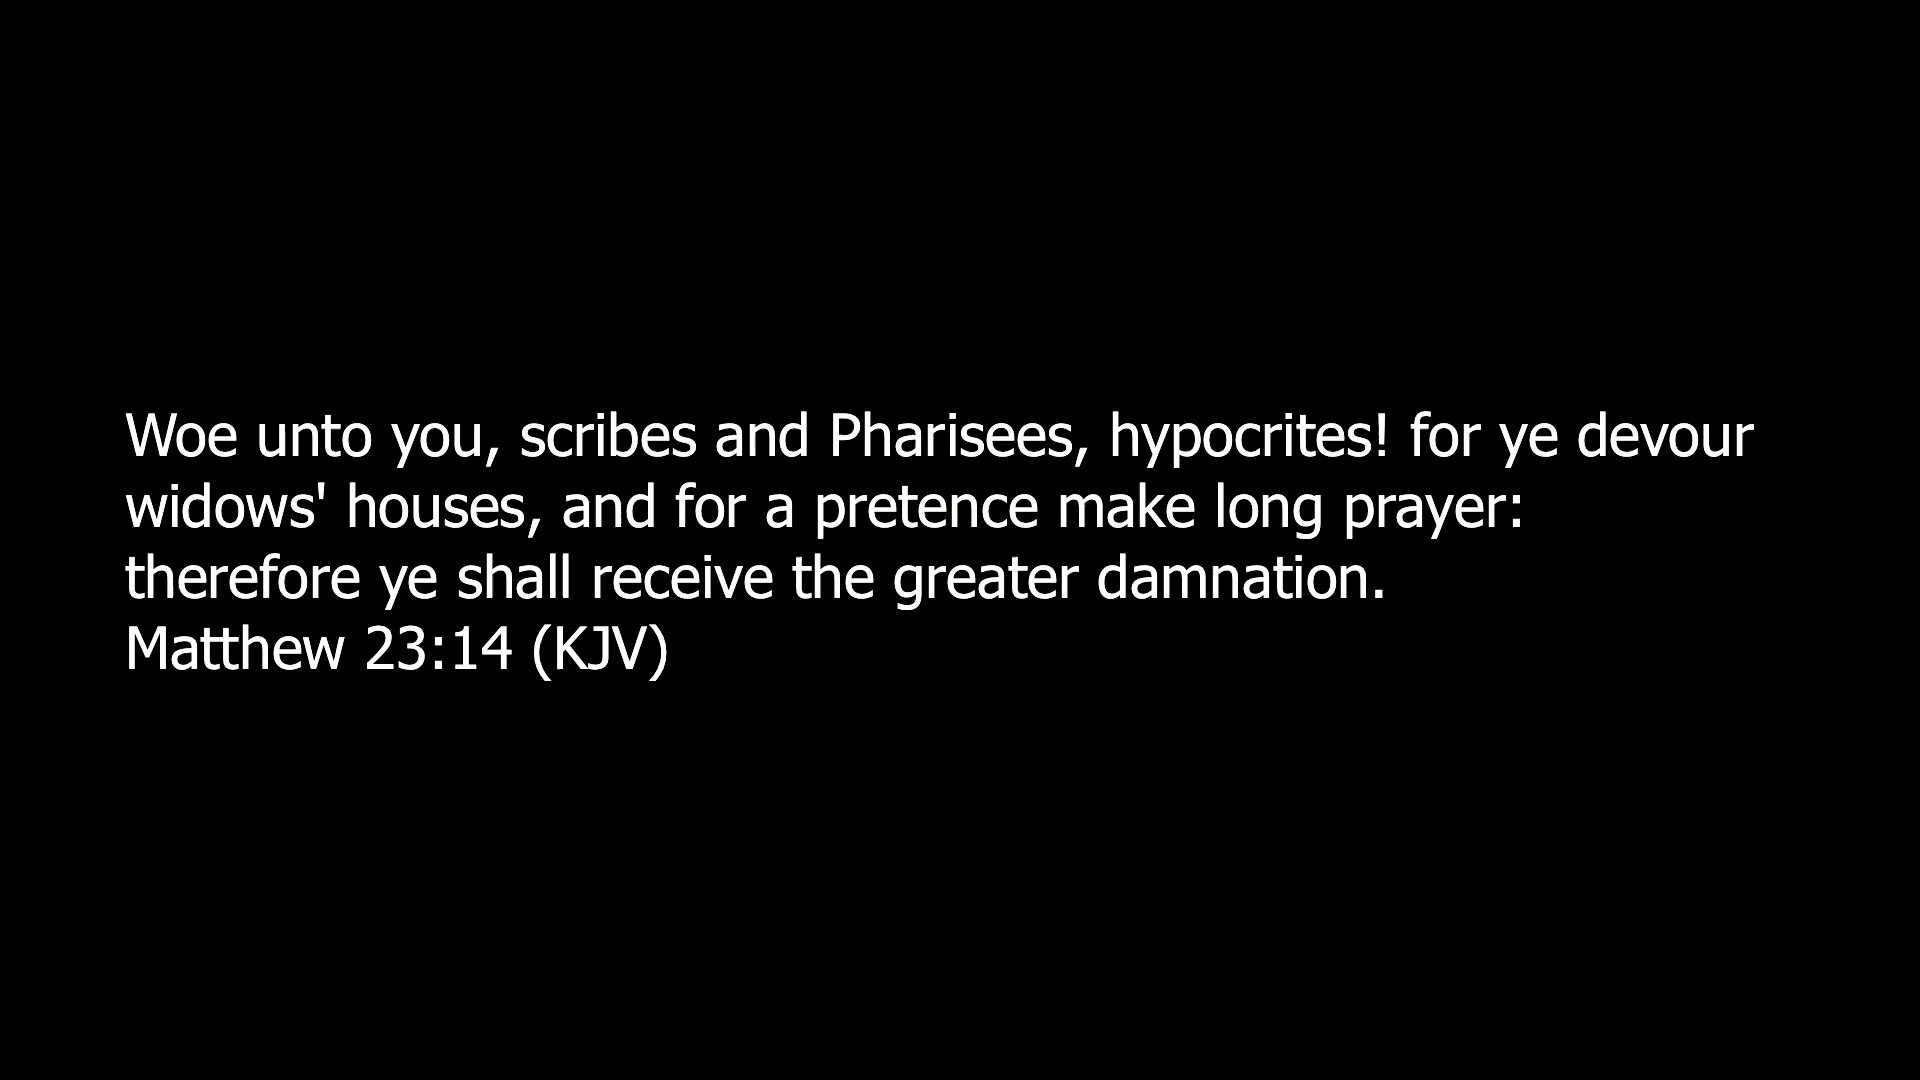 Woe unto you, scribes and Pharisees, hypocrites! for ye devour
widows' houses, and for a pretence make long prayer:
therefore ye shall receive the greater damnation.
Matthew 23:14 (KJV)